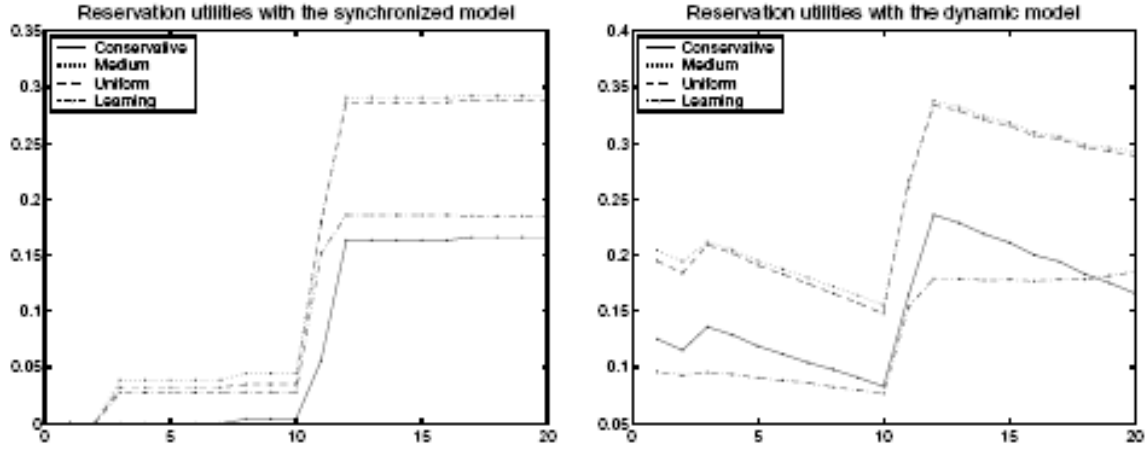 Reservation utilities with the synchronized model
0.35
0.3
0.25
0.2
0.15
0.1
0.05
0
0
5
10
15
20
Conservative
Medium
Uniform
Learning
Reservation utilities with the dynamic model
0.4
0.35
0.3
0.25
0.2
0.15
0.1
0.05
0
5
10
15
20
Conservative
Medium
Uniform
Learning